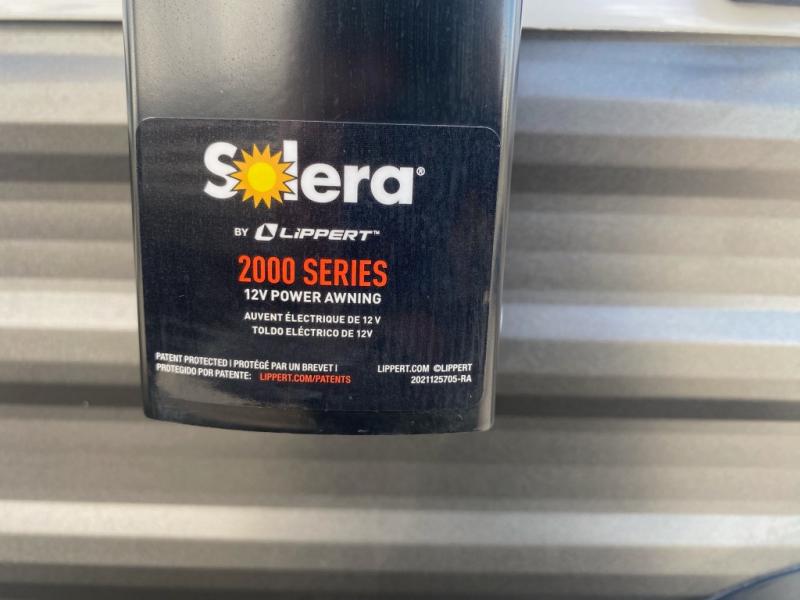 Solera®
BY LiPPERT™
2000 SERIES
12V POWER AWNING
AUVENT ÉLECTRIQUE DE 12 V
TOLDO ELÉCTRICO DE 12V
PATENT PROTECTED | PROTÉGÉ PAR UN BREVET |
PROTEGIDO POR PATENTE: LIPPERT.COM/PATENTS
LIPPERT.COM ©LIPPERT
2021125705-RA